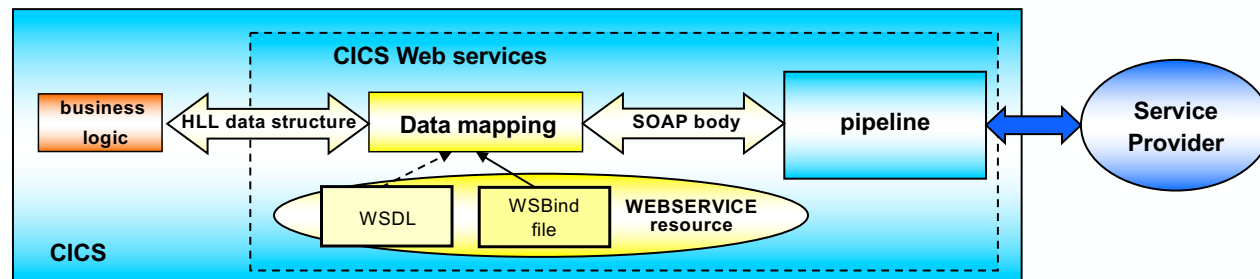 CICS Web services
business
logic
HLL data structure
Data mapping
SOAP body
pipeline
Service
Provider
WSDL
WSBind
file
WEBSERVICE
resource
CICS